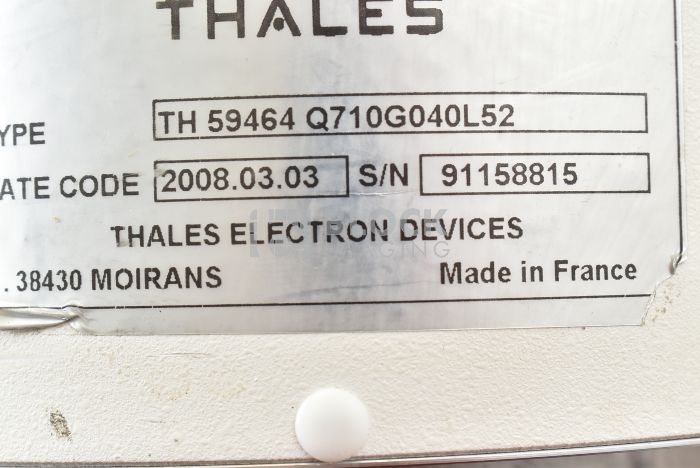 THALES
YPE TH 59464 Q710G040L52
ATE CODE 2008.03.03 S/N 91158815
THALES ELECTRON DEVICES
. 38430 MOIRANS Made in France